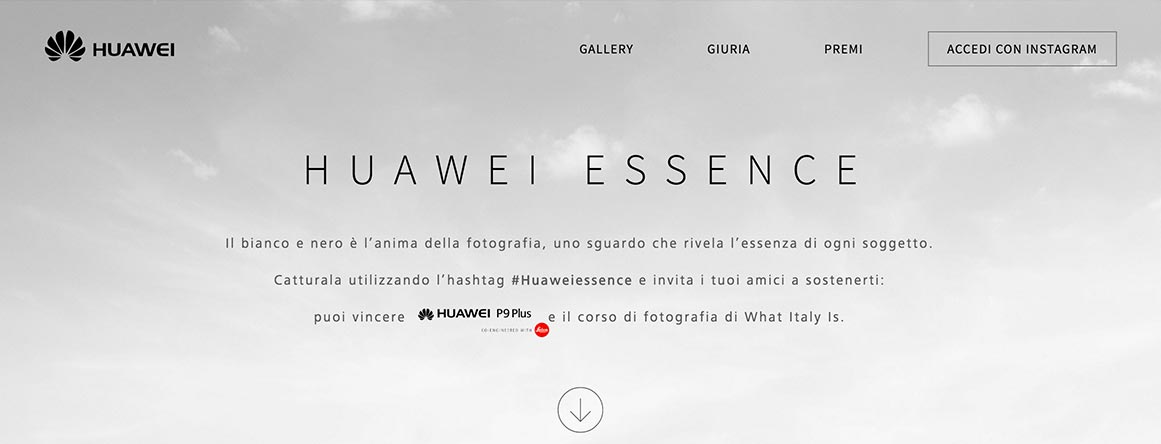 HUAWEI
GALLERY GIURIA PREMI ACCEDI CON INSTAGRAM
HUAWEI ESSENCE
Il bianco e nero è l'anima della fotografia, uno sguardo che rivela l'essenza di ogni soggetto.
Catturala utilizzando l'hashtag #Huaweiessence e invita i tuoi amici a sostenerti:
puoi vincere HUAWEI P9 Plus e il corso di fotografia di What Italy Is.
CO-ENGINEERED WITH Leica